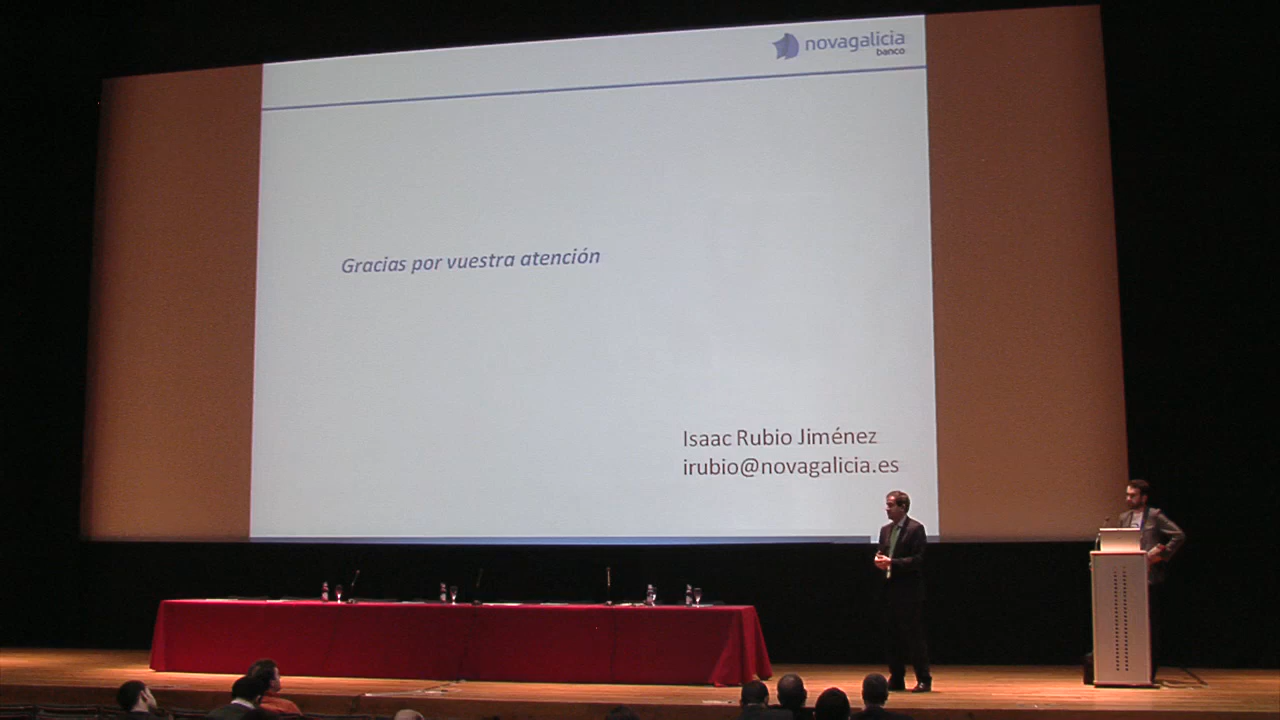 novagalicia
banco
Gracias por vuestra atención
Isaac Rubio Jiménez
irubio@novagalicia.es